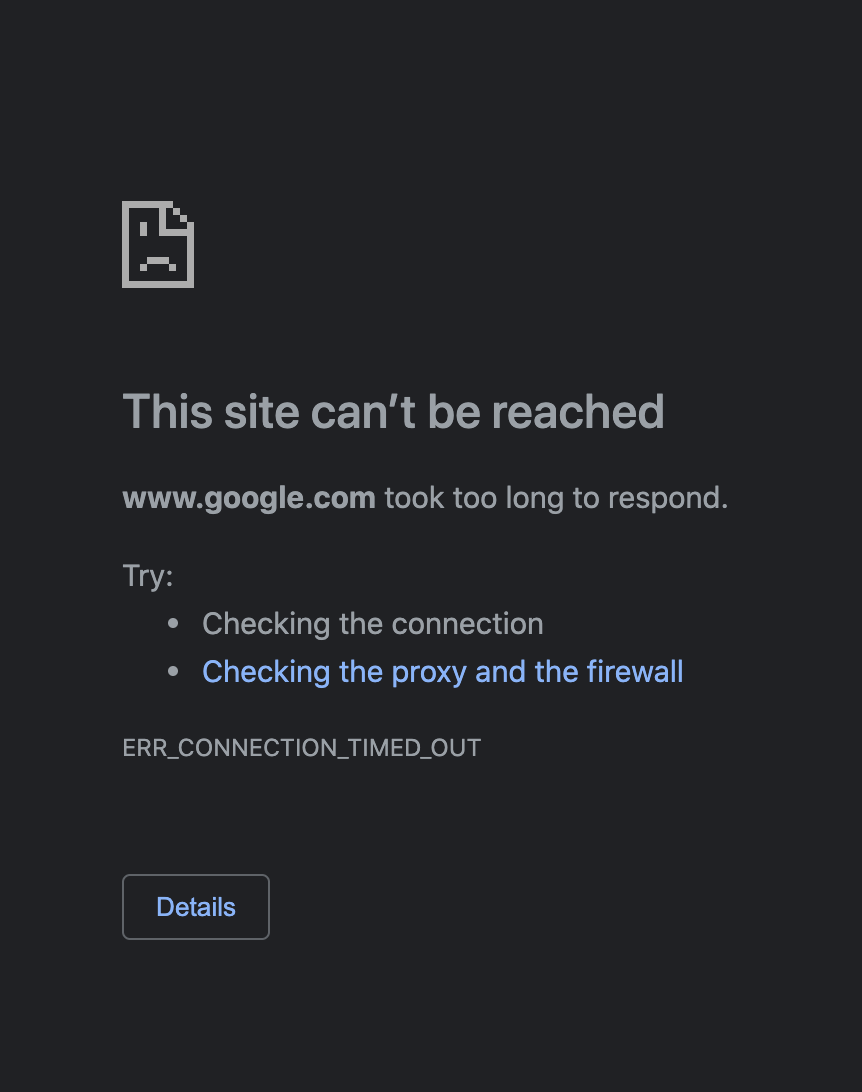 This site can’t be reached
www.google.com took too long to respond.
Try:
Checking the connection
Checking the proxy and the firewall
ERR_CONNECTION_TIMED_OUT
Details